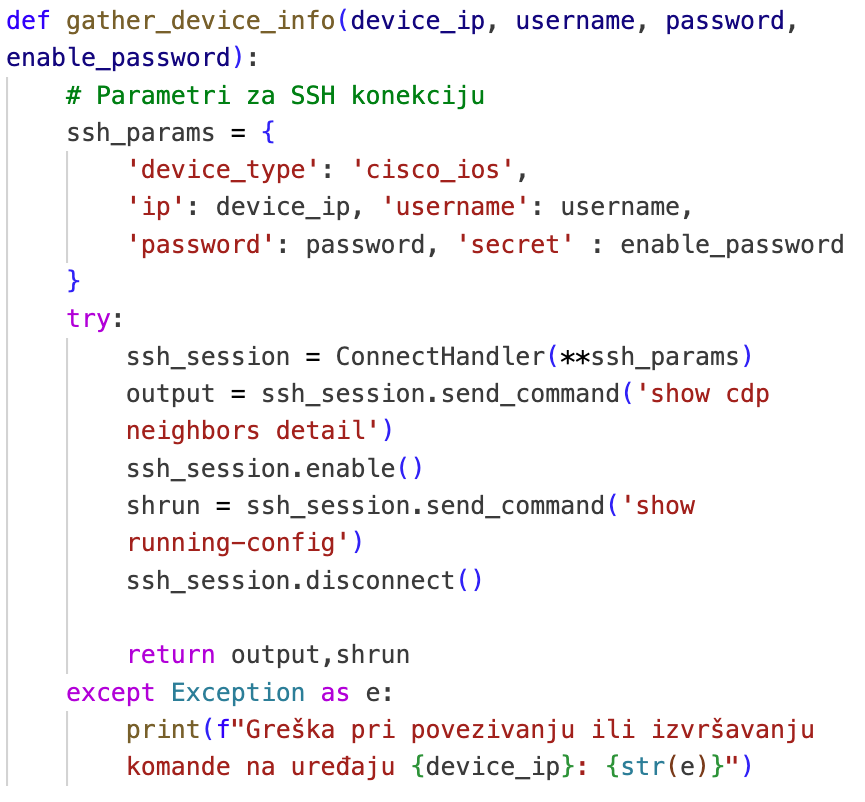 def gather_device_info(device_ip, username, password,
enable_password):
    # Parametri za SSH konekciju
    ssh_params = {
        'device_type': 'cisco_ios',
        'ip': device_ip, 'username': username,
        'password': password, 'secret' : enable_password
    }
    try:
        ssh_session = ConnectHandler(**ssh_params)
        output = ssh_session.send_command('show cdp
        neighbors detail')
        ssh_session.enable()
        shrun = ssh_session.send_command('show
        running-config')
        ssh_session.disconnect()

        return output,shrun
    except Exception as e:
        print(f"Greška pri povezivanju ili izvršavanju
        komande na uređaju {device_ip}: {str(e)}")